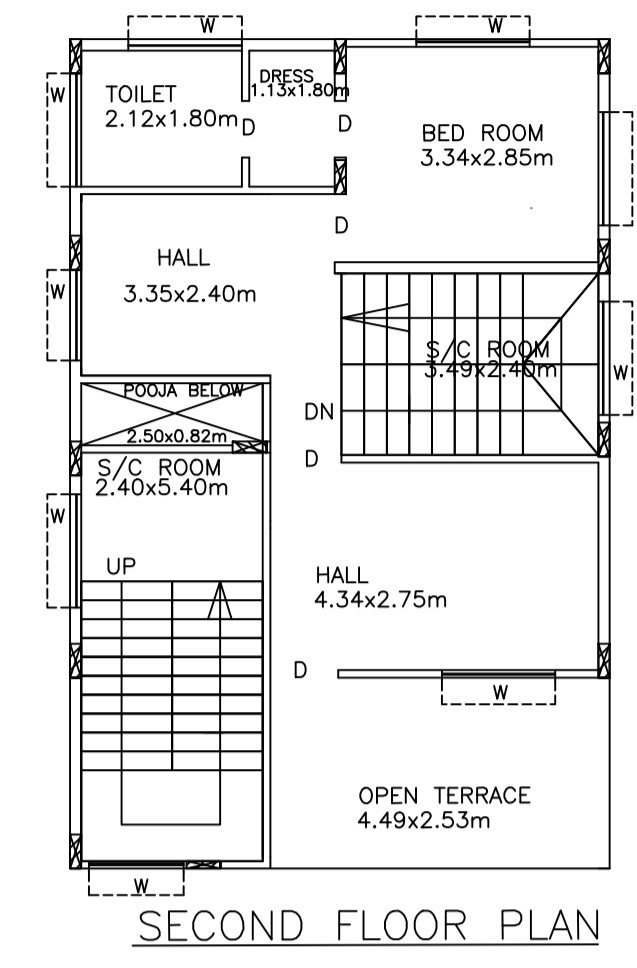 W
W
W
TOILET
2.12x1.80m
D
DRESS
1.13x1.80m
D
BED ROOM
3.34x2.85m
W
D
HALL
3.35x2.40m
W
S/C ROOM
3.49x2.40m
W
POOJA BELOW
2.50x0.82m
DN
D
S/C ROOM
2.40x5.40m
W
UP
HALL
4.34x2.75m
D
W
OPEN TERRACE
4.49x2.53m
W
SECOND FLOOR PLAN